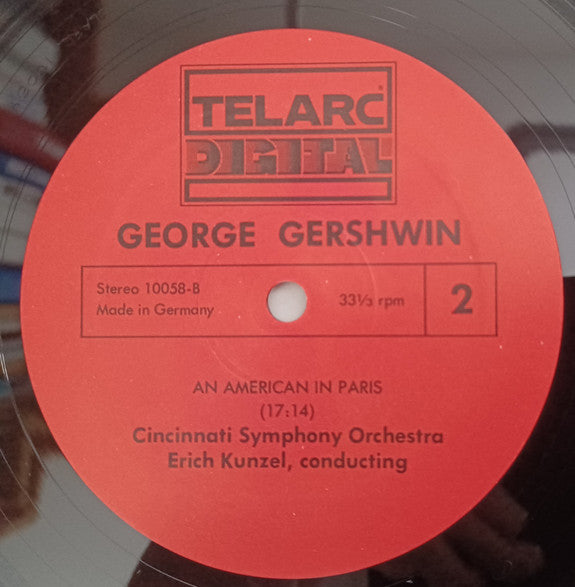 TELARC
DIGITAL
GEORGE GERSHWIN
Stereo 10058-B
Made in Germany
33⅓ rpm
2
AN AMERICAN IN PARIS
(17:14)
Cincinnati Symphony Orchestra
Erich Kunzel, conducting